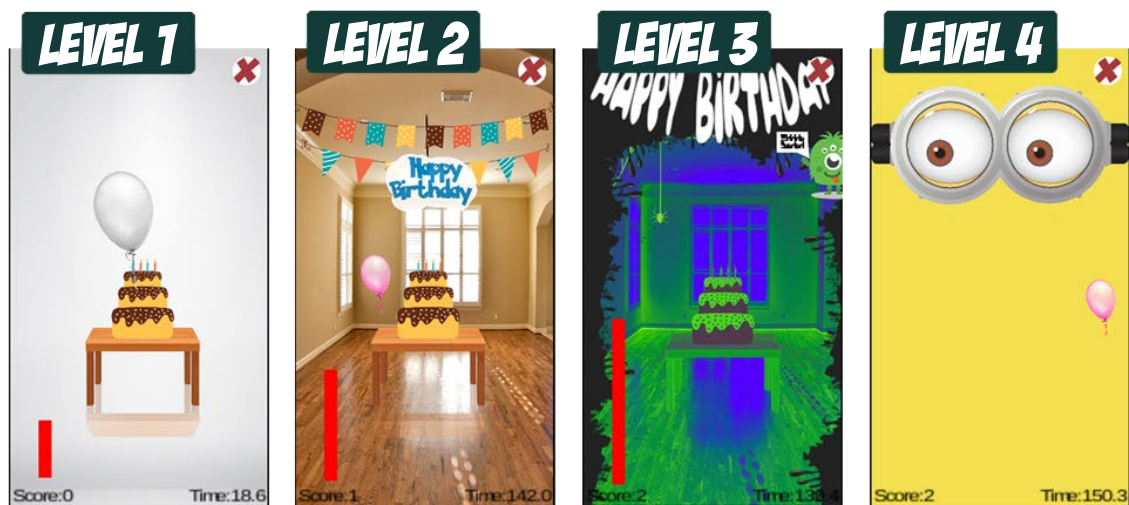 LEVEL 1
LEVEL 2
LEVEL 3
LEVEL 4
Happy
Birthday
HAPPY BIRTHDAY
Score:0
Time:18.6
Score:1
Time:142.0
Score:2
Score:2
Time:150.3